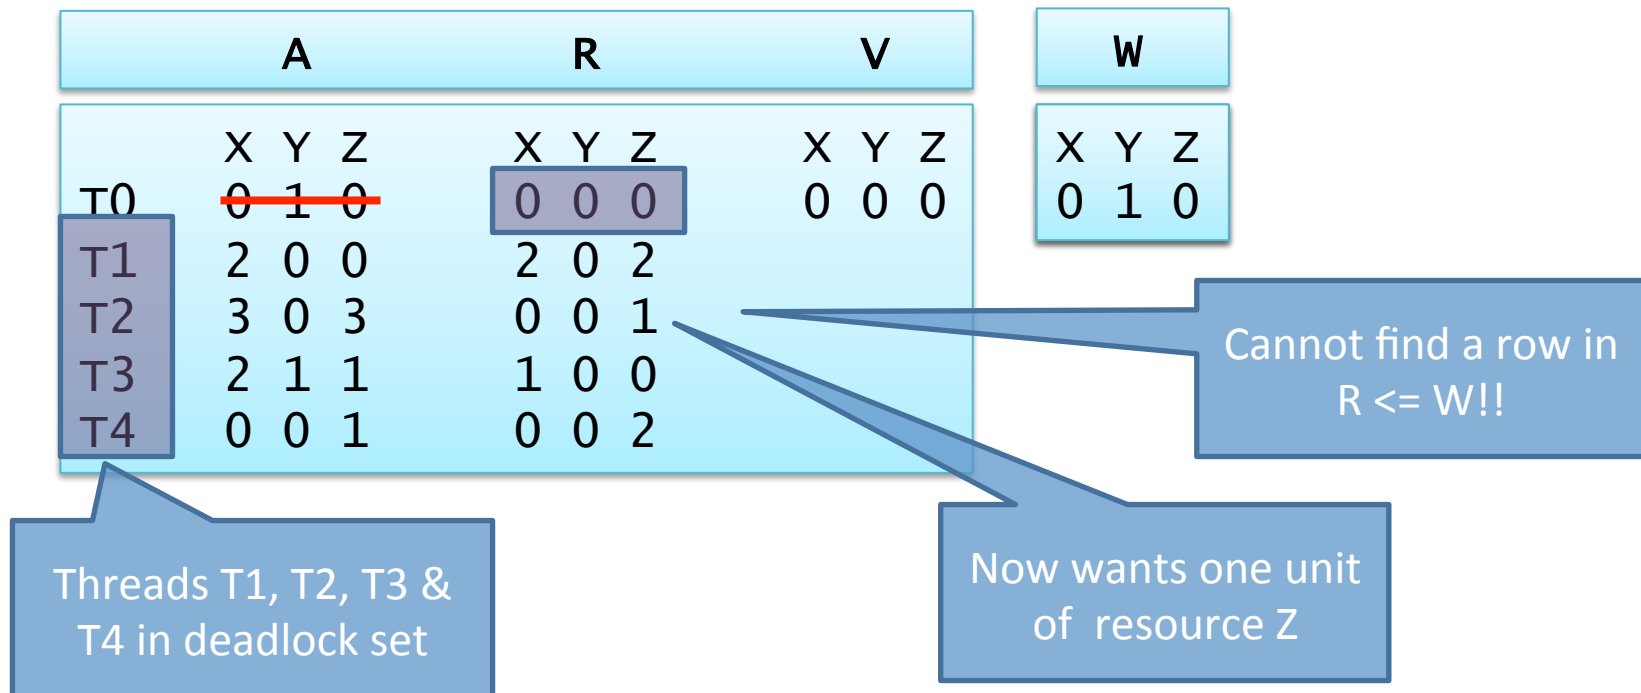 A R V W
X Y Z X Y Z X Y Z X Y Z
T0 0 1 0 0 0 0 0 0 0 0 1 0
T1 2 0 0 2 0 2
T2 3 0 3 0 0 1
T3 2 1 1 1 0 0
T4 0 0 1 0 0 2
Cannot find a row in
R <= W!!
Now wants one unit
of resource Z
Threads T1, T2, T3 &
T4 in deadlock set